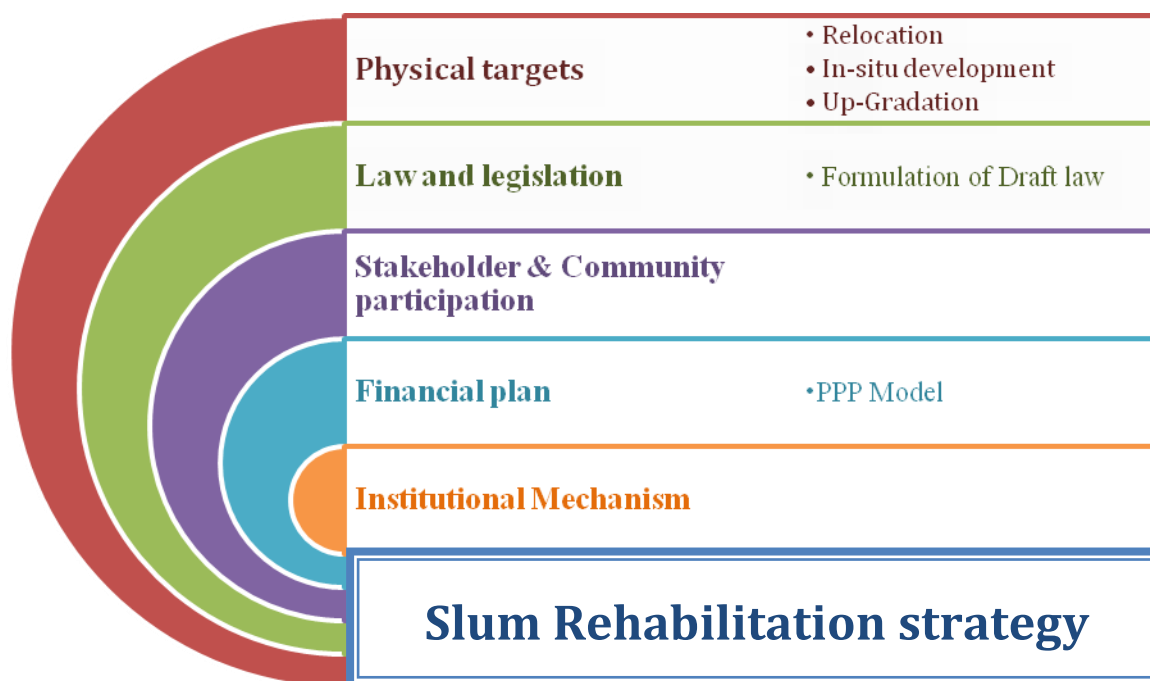 Physical targets
• Relocation
• In-situ development
• Up-Gradation
Law and legislation
• Formulation of Draft law
Stakeholder & Community
participation
Financial plan
•PPP Model
Institutional Mechanism
Slum Rehabilitation strategy